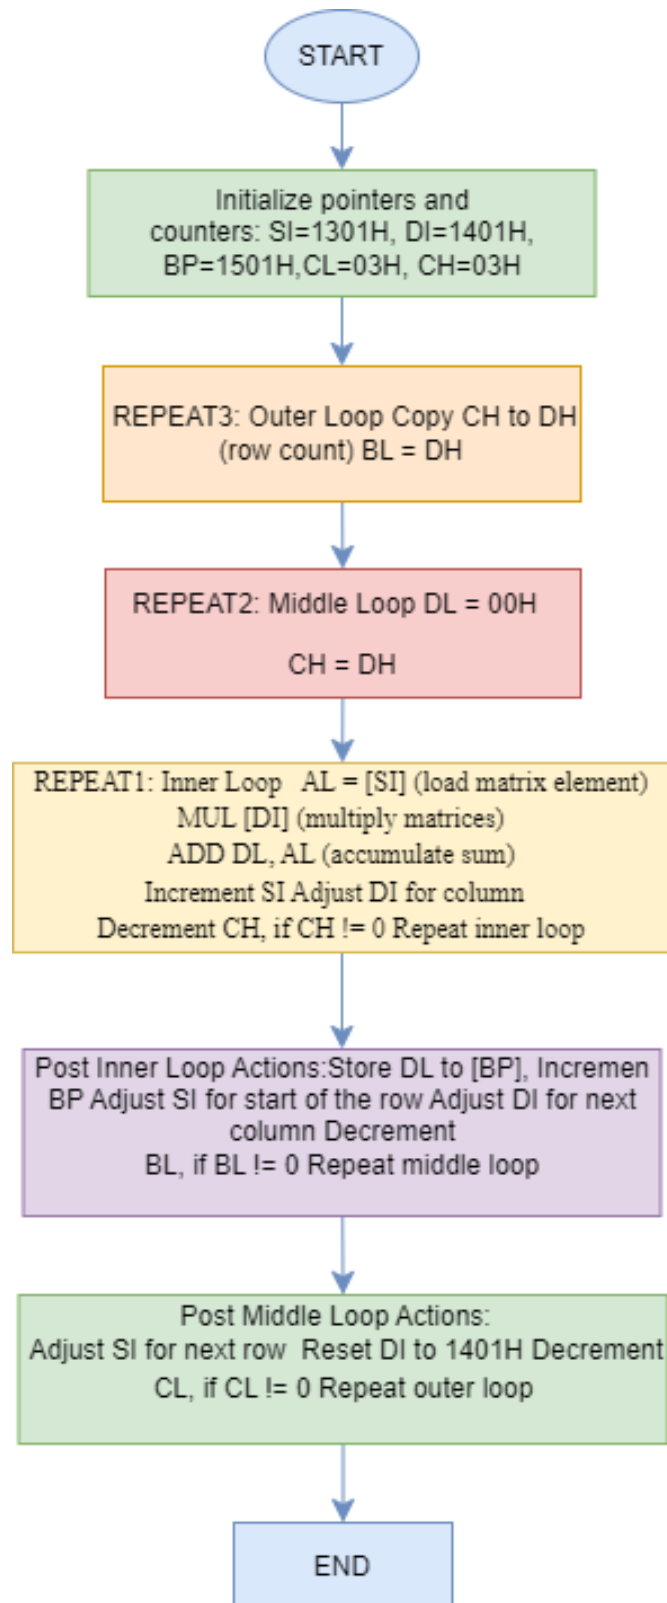 START
Initialize pointers and
counters: SI=1301H, DI=1401H,
BP=1501H,CL=03H, CH=03H
REPEAT3: Outer Loop Copy CH to DH
(row count) BL = DH
REPEAT2: Middle Loop DL = 00H
CH = DH
REPEAT1: Inner Loop   AL = [SI] (load matrix element)
MUL [DI] (multiply matrices)
ADD DL, AL (accumulate sum)
Increment SI Adjust DI for column
Decrement CH, if CH != 0 Repeat inner loop
Post Inner Loop Actions:Store DL to [BP], Incremen
BP Adjust SI for start of the row Adjust DI for next
column Decrement
BL, if BL != 0 Repeat middle loop
Post Middle Loop Actions:
Adjust SI for next row  Reset DI to 1401H Decrement
CL, if CL != 0 Repeat outer loop
END